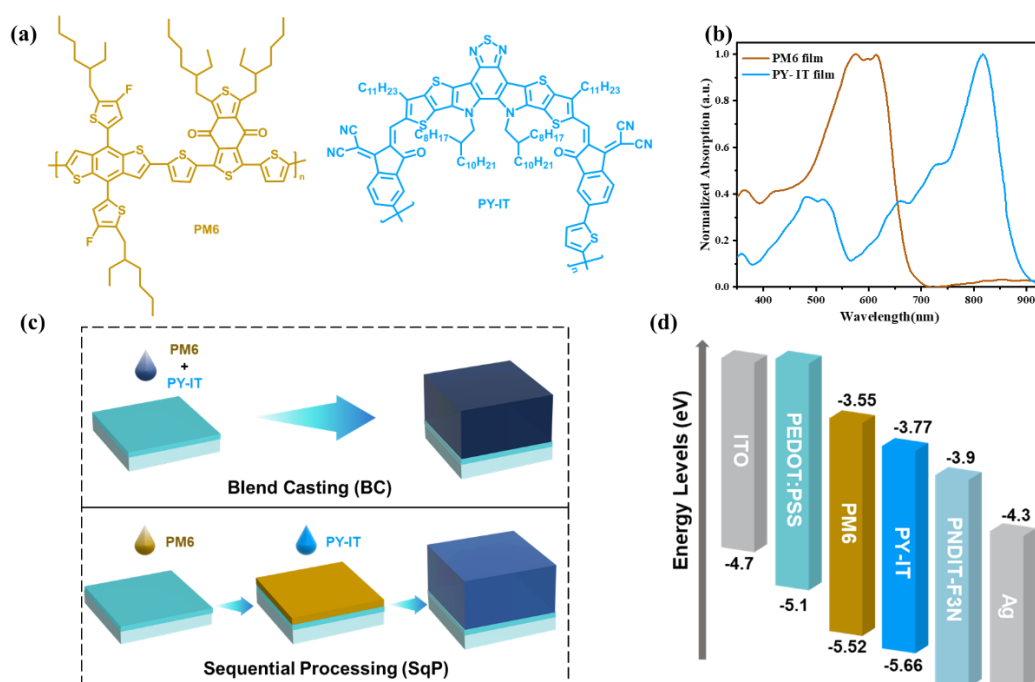 (a)
F
S
S
O
O
S
S
S
S
n
S
F
PM6
S
N
N
C11H23
S
S
C11H23
S
N
N
S
CN
CN
C8H17
C8H17
CN
CN
O
C10H21
C10H21
O
PY-IT
S
n
(b)
PM6 film
PY- IT film
Normalized Absorption (a.u.)
1.0
0.8
0.6
0.4
0.2
0.0
400
500
600
700
800
900
Wavelength(nm)
(c)
PM6
+
PY-IT
Blend Casting (BC)
PM6
PY-IT
Sequential Processing (SqP)
(d)
Energy Levels (eV)
ITO
-4.7
PEDOT:PSS
-5.1
-3.55
PM6
-5.52
-3.77
PY-IT
-5.66
-3.9
PNDIT-F3N
-4.3
Ag